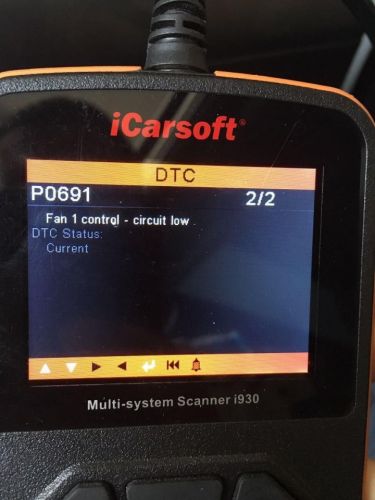 iCarsoft®
DTC
P0691 2/2
Fan 1 control - circuit low
DTC Status:
Current
Multi-system Scanner i930